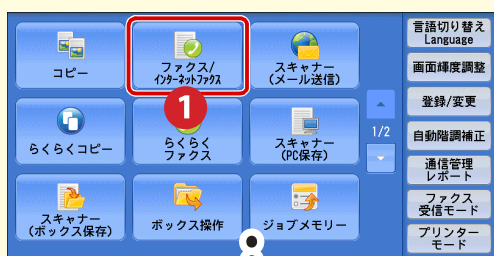 コピー
ファクス/
インターネットファクス
スキャナー
(メール送信)
1
らくらくコピー
らくらく
ファクス
スキャナー
(PC保存)
スキャナー
(ボックス保存)
ボックス操作
ジョブメモリー
1/2
言語切り替え
Language
画面輝度調整
登録/変更
自動階調補正
通信管理
レポート
ファクス
受信モード
プリンター
モード